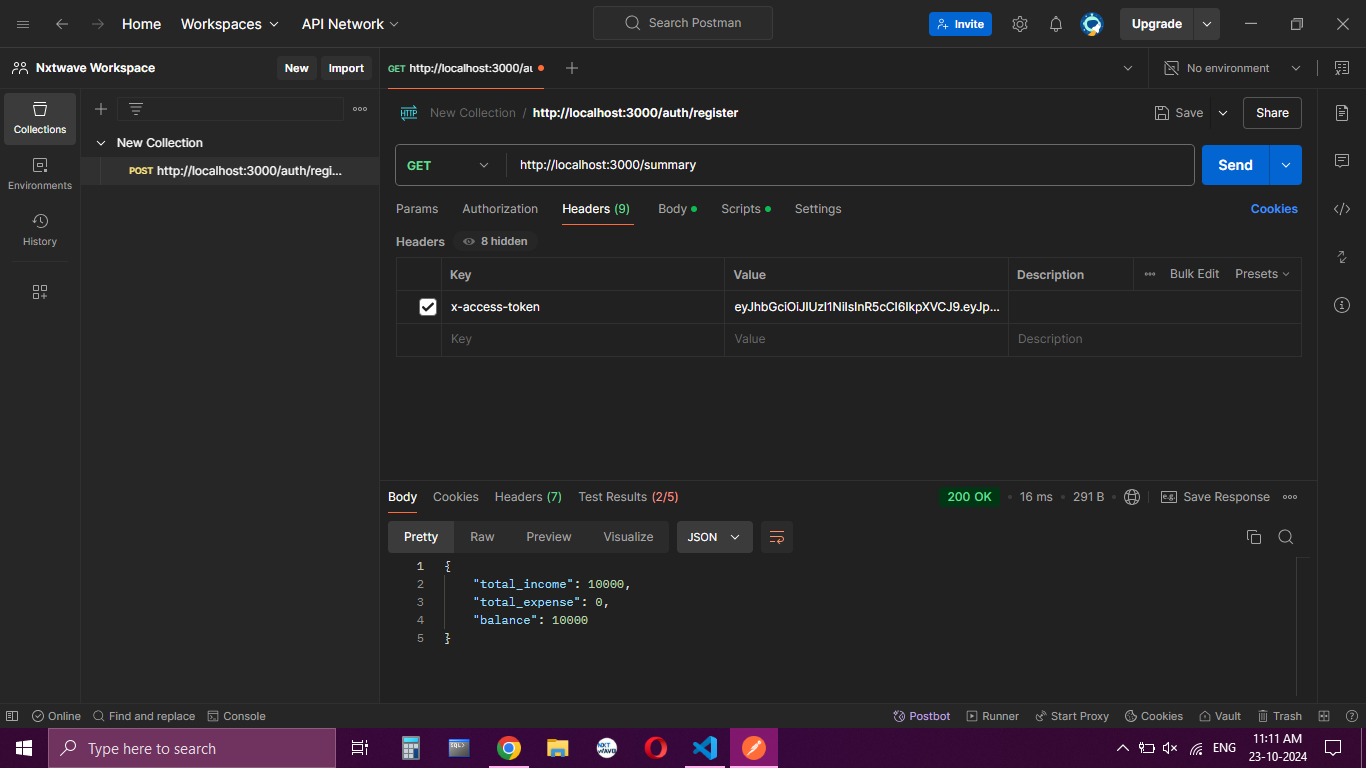 Home Workspaces API Network Search Postman Invite Upgrade
Nxtwave Workspace New Import GET http://localhost:3000/au No environment
Collections
New Collection
POST http://localhost:3000/auth/regi...
Environments
History
HTTP New Collection / http://localhost:3000/auth/register Save Share
GET http://localhost:3000/summary Send
Params Authorization Headers (9) Body Scripts Settings Cookies
Headers 8 hidden
Key Value Description Bulk Edit Presets
x-access-token eyJhbGciOiJIUzI1NiIsInR5cCI6IkpXVCJ9.eyJp...
Key Value Description
Body Cookies Headers (7) Test Results (2/5) 200 OK 16 ms 291 B e.g. Save Response
Pretty Raw Preview Visualize JSON
1 {
2 "total_income": 10000,
3 "total_expense": 0,
4 "balance": 10000
5 }
Online Find and replace Console Postbot Runner Start Proxy Cookies Vault Trash
Type here to search ENG 11:11 AM
23-10-2024